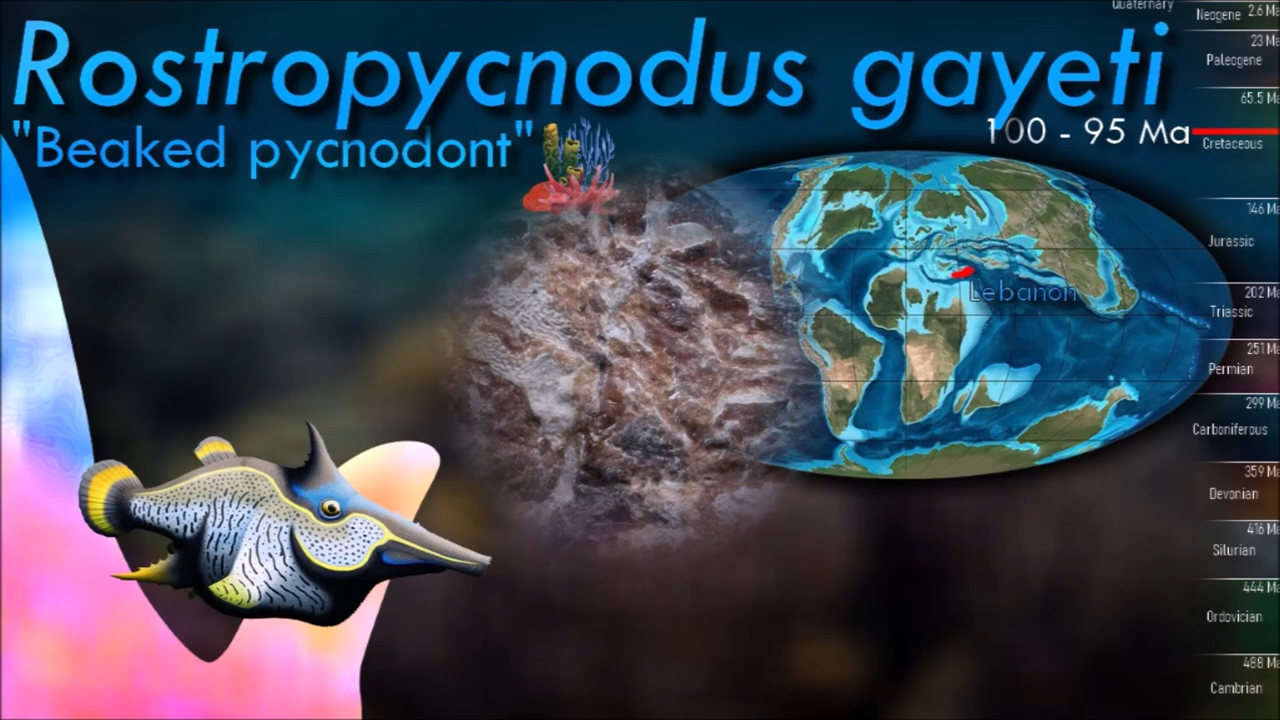 Rostropycnodus gayeti
"Beaked pycnodont"
100 - 95 Ma
Lebanon
Quaternary
2.6 Ma
Neogene
23 Ma
Paleogene
65.5 Ma
Cretaceous
146 Ma
Jurassic
202 Ma
Triassic
251 Ma
Permian
299 Ma
Carboniferous
359 Ma
Devonian
416 Ma
Silurian
444 Ma
Ordovician
488 Ma
Cambrian